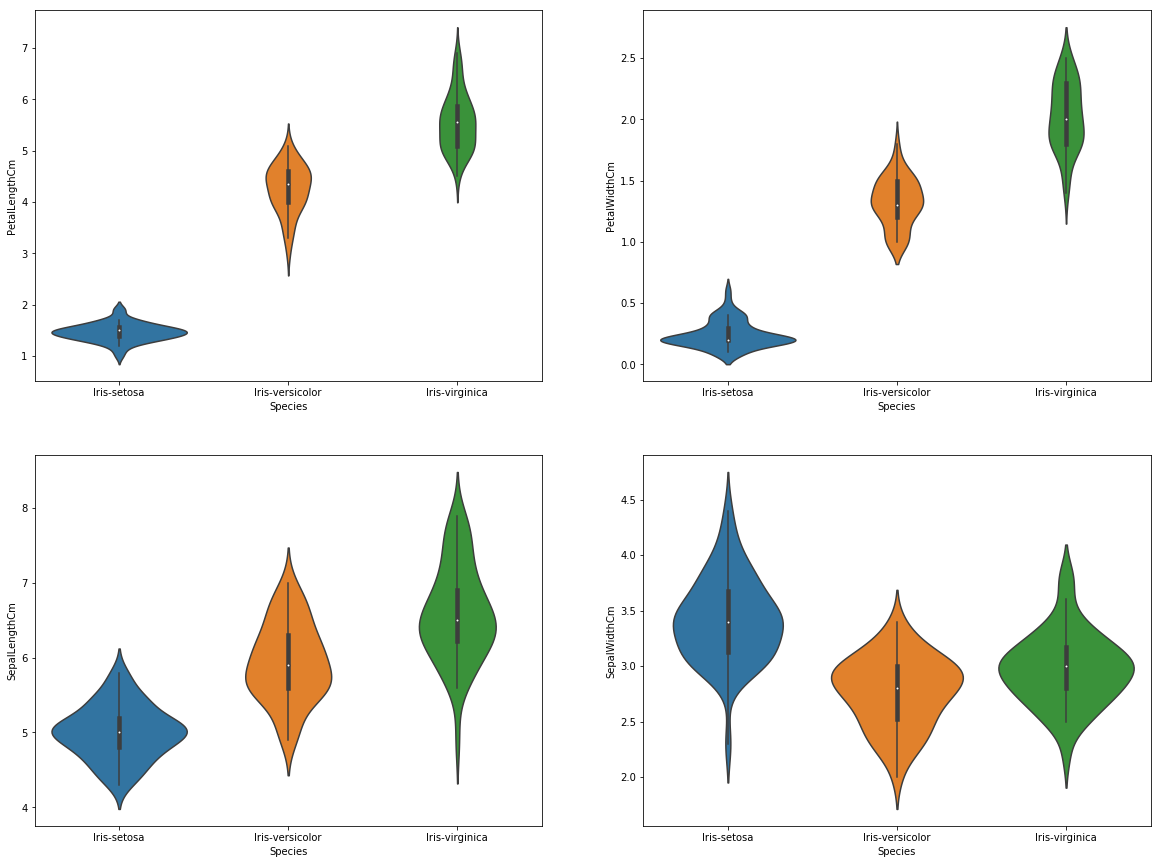 PetalLengthCm
7
6
5
4
3
2
1
Iris-setosa Iris-versicolor Iris-virginica
Species
PetalWidthCm
2.5
2.0
1.5
1.0
0.5
0.0
Iris-setosa Iris-versicolor Iris-virginica
Species
SepalLengthCm
8
7
6
5
4
Iris-setosa Iris-versicolor Iris-virginica
Species
SepalWidthCm
4.5
4.0
3.5
3.0
2.5
2.0
Iris-setosa Iris-versicolor Iris-virginica
Species